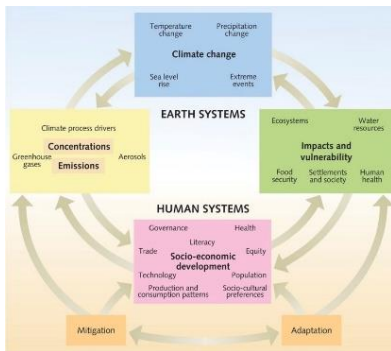 Temperature change
Precipitation change
Climate change
Sea level rise
Extreme events
EARTH SYSTEMS
Climate process drivers
Concentrations
Greenhouse gases
Emissions
Aerosols
Ecosystems
Water resources
Impacts and vulnerability
Food security
Settlements and society
Human health
HUMAN SYSTEMS
Governance
Health
Literacy
Trade
Equity
Socio-economic development
Technology
Population
Production and consumption patterns
Socio-cultural preferences
Mitigation
Adaptation